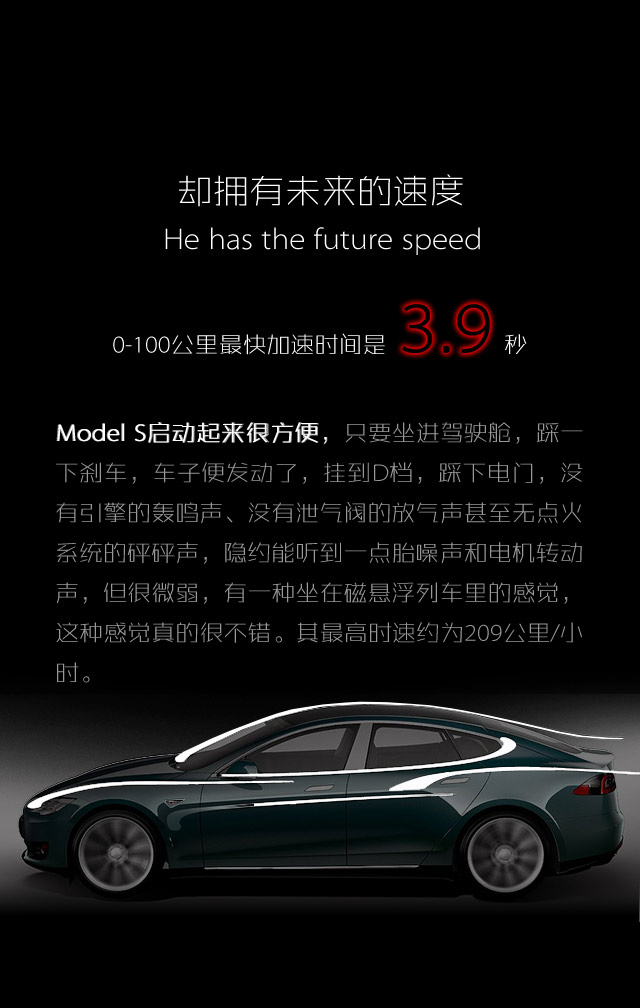 却拥有未来的速度
He has the future speed
0-100公里最快加速时间是 3.9 秒
Model S启动起来很方便，只要坐进驾驶舱，踩一
下刹车，车子便发动了，挂到D档，踩下电门，没
有引擎的轰鸣声、没有泄气阀的放气声甚至无点火
系统的砰砰声，隐约能听到一点胎噪声和电机转动
声，但很微弱，有一种坐在磁悬浮列车里的感觉，
这种感觉真的很不错。其最高时速约为209公里/小
时。